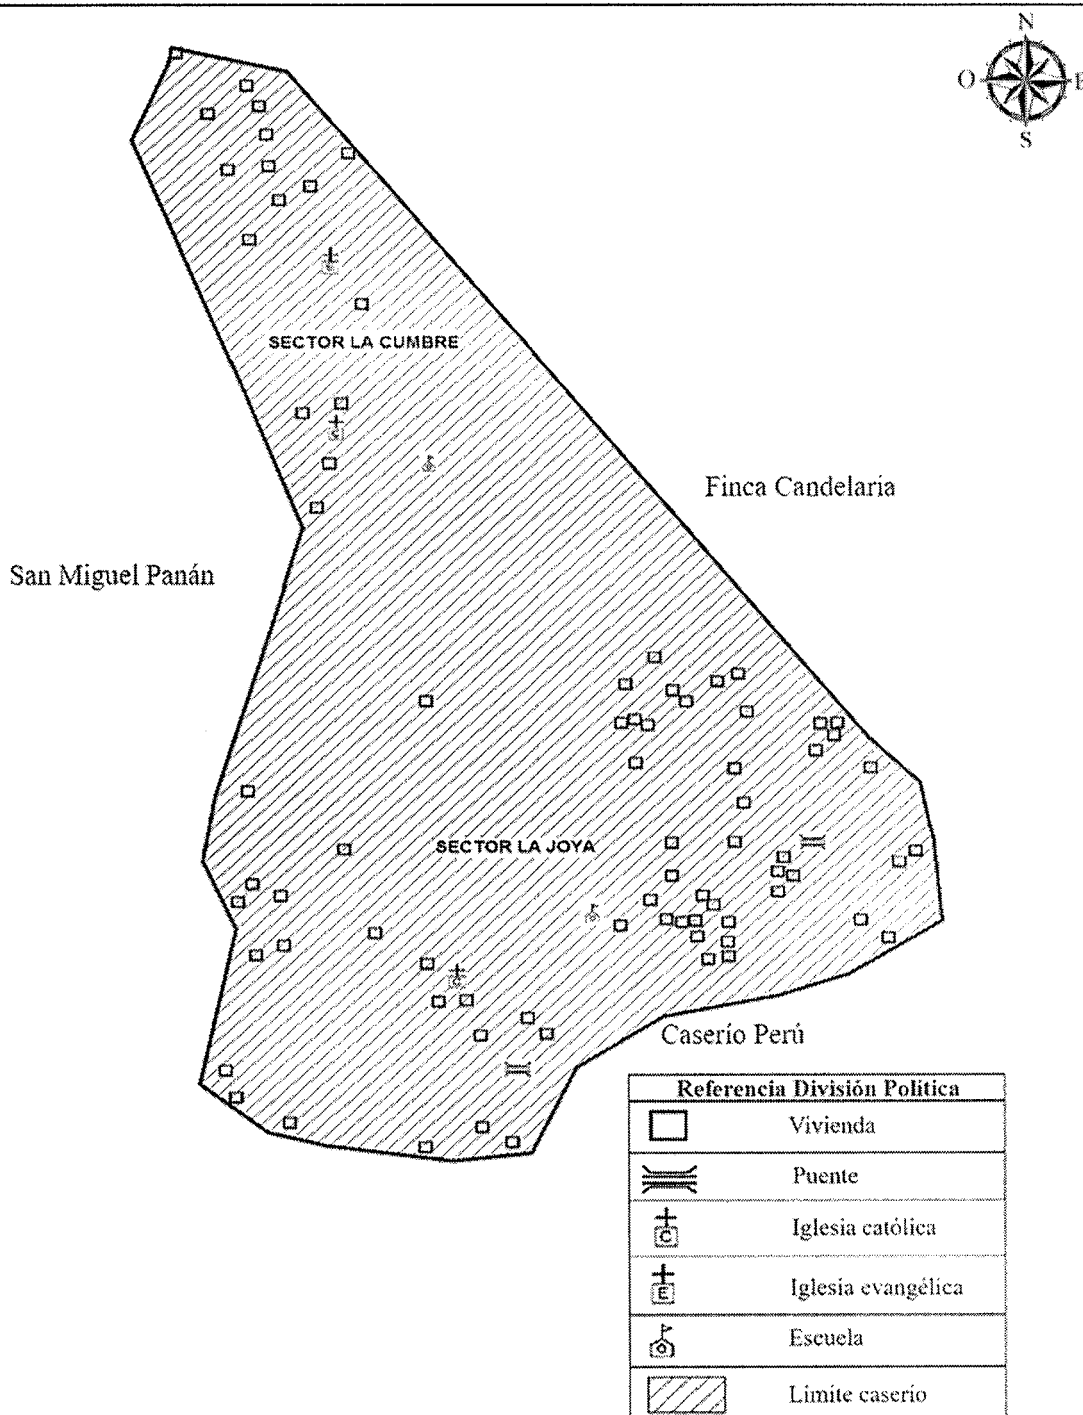 N
O
E
S
SECTOR LA CUMBRE
Finca Candelaria
San Miguel Panán
SECTOR LA JOYA
Caserío Perú
Referencia División Política
Vivienda
Puente
C
Iglesia católica
E
Iglesia evangélica
Escuela
Limite caserío